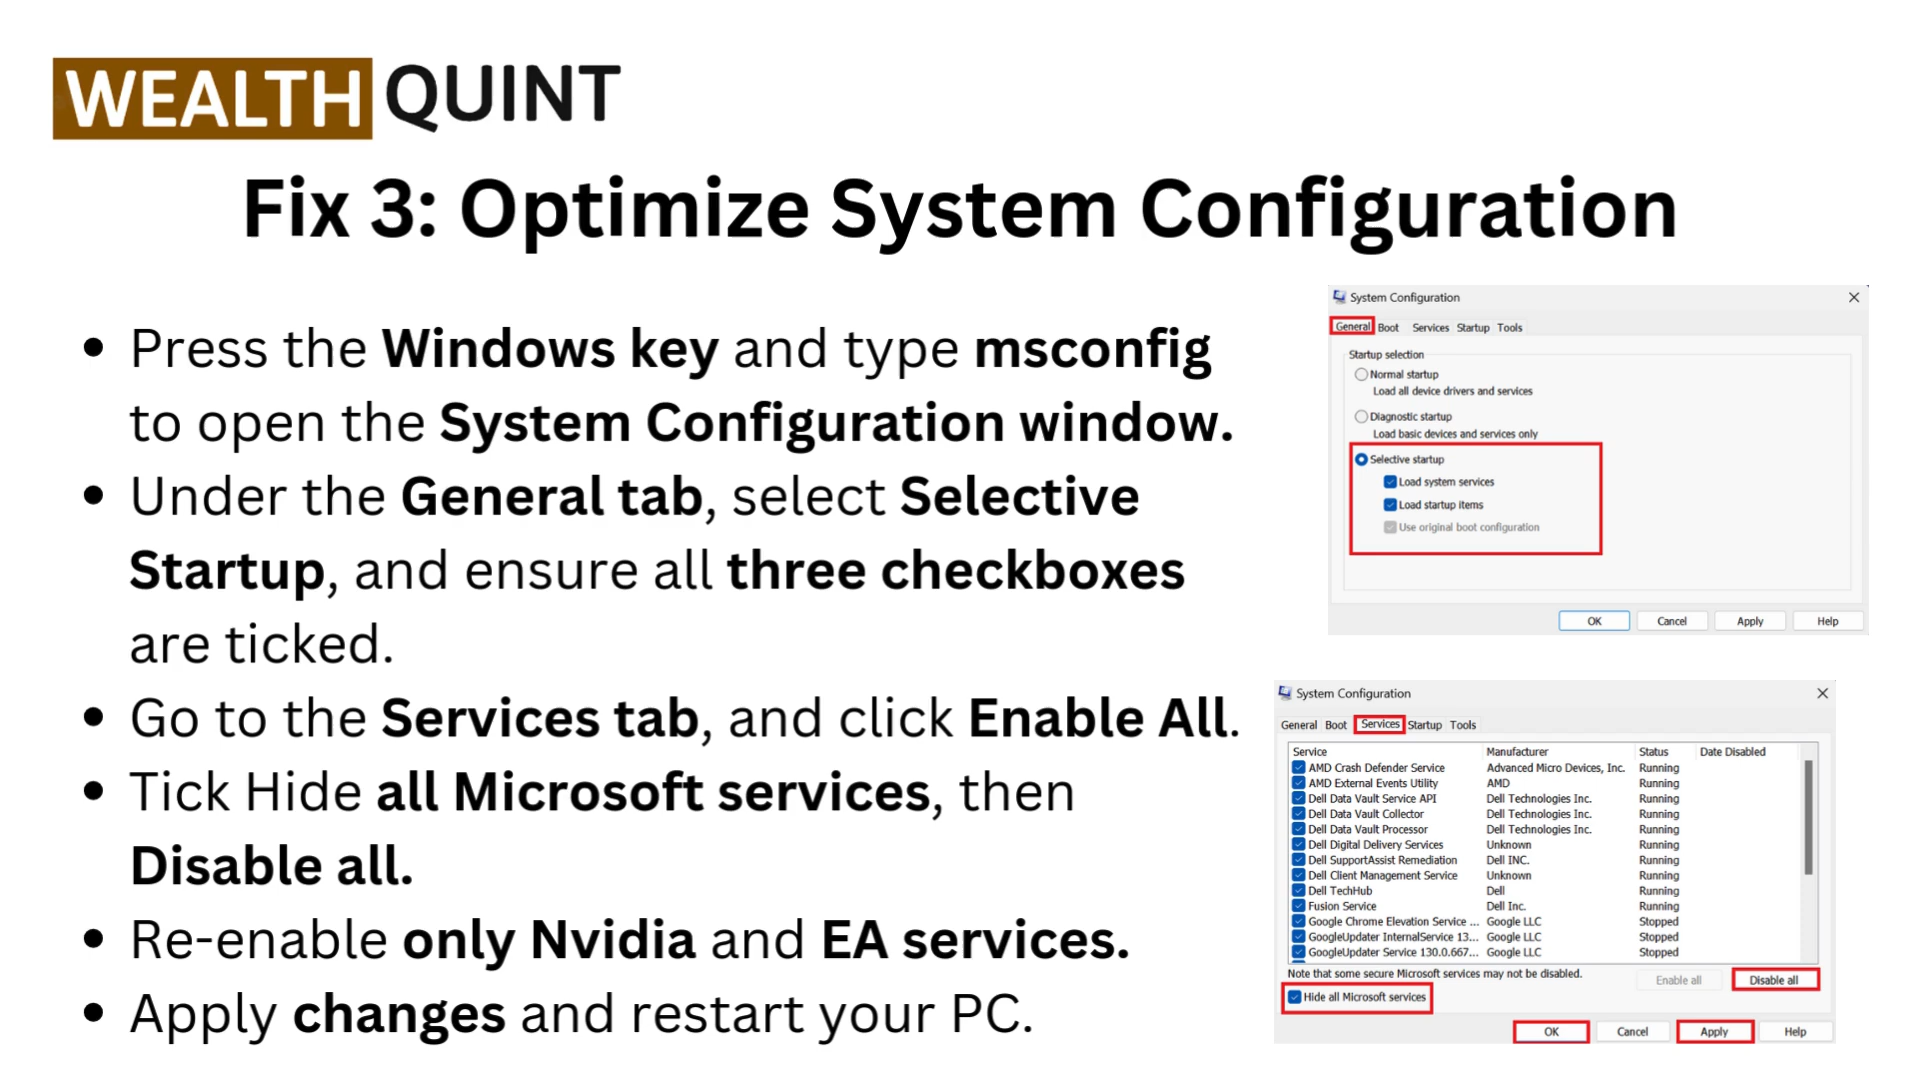 WEALTH QUINT
Fix 3: Optimize System Configuration
• Press the Windows key and type msconfig
to open the System Configuration window.
• Under the General tab, select Selective
Startup, and ensure all three checkboxes
are ticked.
• Go to the Services tab, and click Enable All.
• Tick Hide all Microsoft services, then
Disable all.
• Re-enable only Nvidia and EA services.
• Apply changes and restart your PC.
System Configuration
General Boot Services Startup Tools
Startup selection
Normal startup
Load all device drivers and services
Diagnostic startup
Load basic devices and services only
Selective startup
Load system services
Load startup items
Use original boot configuration
OK Cancel Apply Help
System Configuration
General Boot Services Startup Tools
Service Manufacturer Status Date Disabled
AMD Crash Defender Service Advanced Micro Devices, Inc. Running
AMD External Events Utility AMD Running
Dell Data Vault Service API Dell Technologies Inc. Running
Dell Data Vault Collector Dell Technologies Inc. Running
Dell Data Vault Processor Dell Technologies Inc. Running
Dell Digital Delivery Services Unknown Running
Dell SupportAssist Remediation Dell INC. Running
Dell Client Management Service Unknown Running
Dell TechHub Dell Running
Fusion Service Dell Inc. Running
Google Chrome Elevation Service ... Google LLC Stopped
GoogleUpdater InternalService 13... Google LLC Stopped
GoogleUpdater Service 130.0.667... Google LLC Stopped
Note that some secure Microsoft services may not be disabled.
Enable all Disable all
Hide all Microsoft services
OK Cancel Apply Help